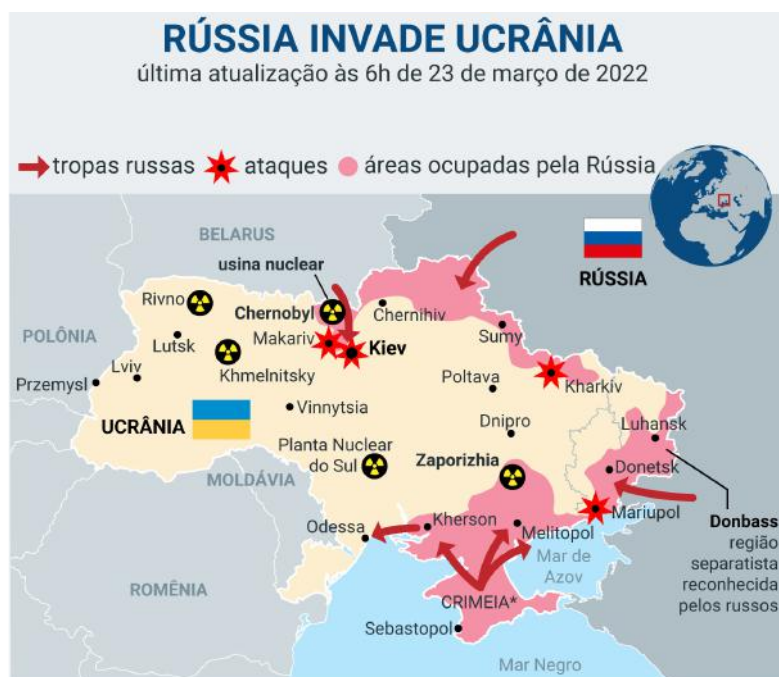 RÚSSIA INVADE UCRÂNIA
última atualização às 6h de 23 de março de 2022
tropas russas
ataques
áreas ocupadas pela Rússia
BELARUS
usina nuclear
RÚSSIA
Rivno
Chernobyl
Chernihiv
POLÔNIA
Lutsk
Makariv
Kiev
Sumy
Przemysl
Lviv
Khmelnitsky
Poltava
Kharkiv
UCRÂNIA
Vinnytsia
Dnipro
Luhansk
Planta Nuclear
do Sul
Zaporizhia
Donetsk
MOLDÁVIA
Mariupol
Odessa
Kherson
Melitopol
Donbass
região
separatista
reconhecida
pelos russos
Mar de
Azov
ROMÊNIA
CRIMEIA*
Sebastopol
Mar Negro